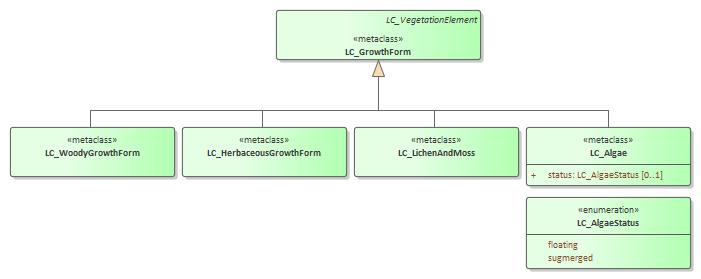 LC_VegetationElement
«metaclass»
LC_GrowthForm
«metaclass»
LC_WoodyGrowthForm
«metaclass»
LC_HerbaceousGrowthForm
«metaclass»
LC_LichenAndMoss
«metaclass»
LC_Algae
+ status: LC_AlgaeStatus [0..1]
«enumeration»
LC_AlgaeStatus
floating
sugmerged